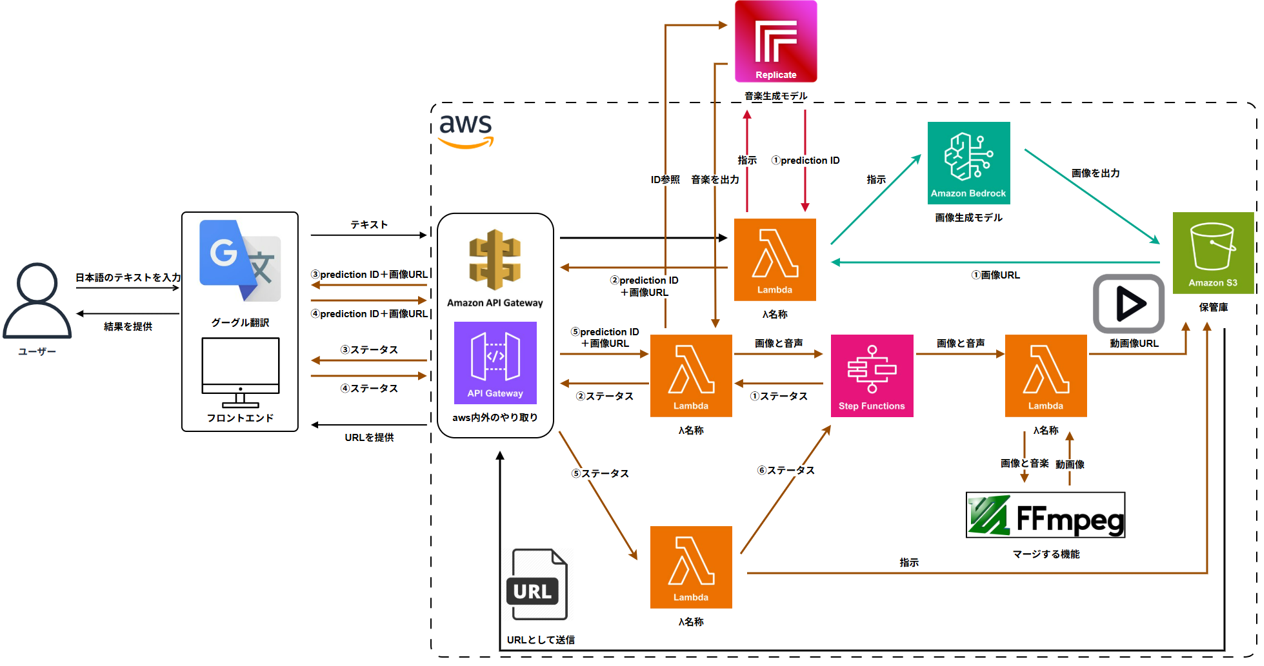 Replicate
音楽生成モデル
aws
指示
①prediction ID
ID参照
音楽を出力
Amazon Bedrock
画像生成モデル
指示
画像を出力
Amazon S3
保管庫
①画像URL
Lambda
λ名称
テキスト
②prediction ID
＋画像URL
Amazon API Gateway
API Gateway
aws内外のやり取り
G
文
グーグル翻訳
フロントエンド
日本語のテキストを入力
結果を提供
ユーザー
③prediction ID＋画像URL
④prediction ID＋画像URL
③ステータス
④ステータス
URLを提供
⑤prediction ID
＋画像URL
②ステータス
Lambda
λ名称
画像と音声
①ステータス
Step Functions
画像と音声
Lambda
λ名称
動画像URL
画像と音楽
動画像
FFmpeg
マージする機能
⑤ステータス
⑥ステータス
Lambda
λ名称
指示
URL
URLとして送信